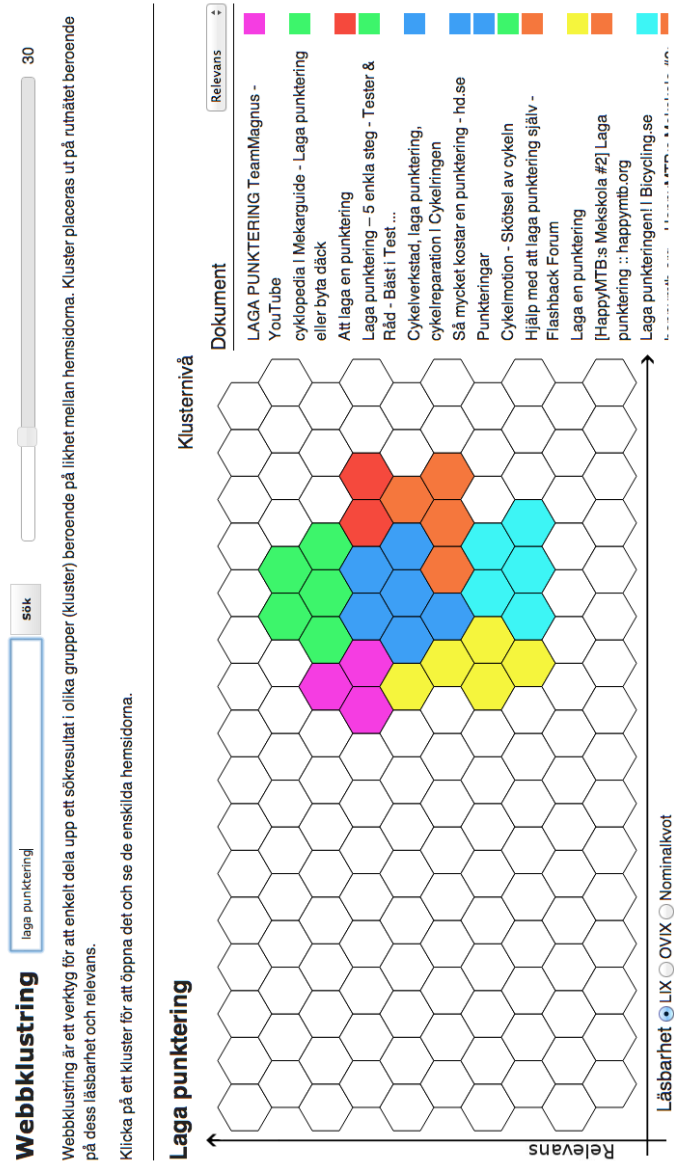 Webbklustring
laga punktering
Sök
30
Webbklustring är ett verktyg för att enkelt dela upp ett sökresultat i olika grupper (kluster) beroende på likhet mellan hemsidorna. Kluster placeras ut på rutnätet beroende
på dess läsbarhet och relevans.
Klicka på ett kluster för att öppna det och se de enskilda hemsidorna.
Laga punktering
Klusternivå
Relevans
Läsbarhet LIX OVIX Nominalkvot
Dokument
Relevans
LAGA PUNKTERING TeamMagnus -
YouTube
cyklopedia | Mekarguide - Laga punktering
eller byta däck
Att laga en punktering
Laga punktering – 5 enkla steg - Tester &
Råd - Bäst i Test ...
Cykelverkstad, laga punktering,
cykelreparation | Cykelringen
Så mycket kostar en punktering - hd.se
Punkteringar
Cykelmotion - Skötsel av cykeln
Hjälp med att laga punktering själv -
Flashback Forum
Laga en punktering
[HappyMTB:s Mekskola #2] Laga
punktering :: happymtb.org
Laga punkteringen! | Bicycling.se